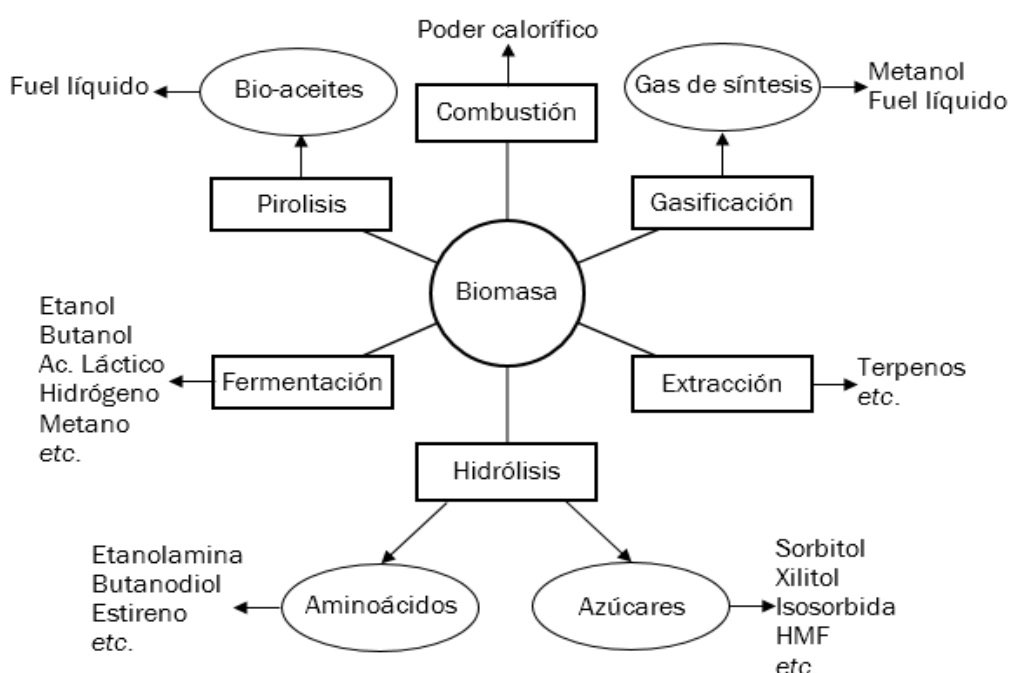 Poder calorífico
Fuel líquido
Bio-aceites
Combustión
Gas de síntesis
Metanol
Fuel líquido
Pirolisis
Gasificación
Biomasa
Etanol
Butanol
Ac. Láctico
Hidrógeno
Metano
etc.
Fermentación
Extracción
Terpenos
etc.
Hidrólisis
Etanolamina
Butanodiol
Estireno
etc.
Aminoácidos
Azúcares
Sorbitol
Xilitol
Isosorbida
HMF
etc